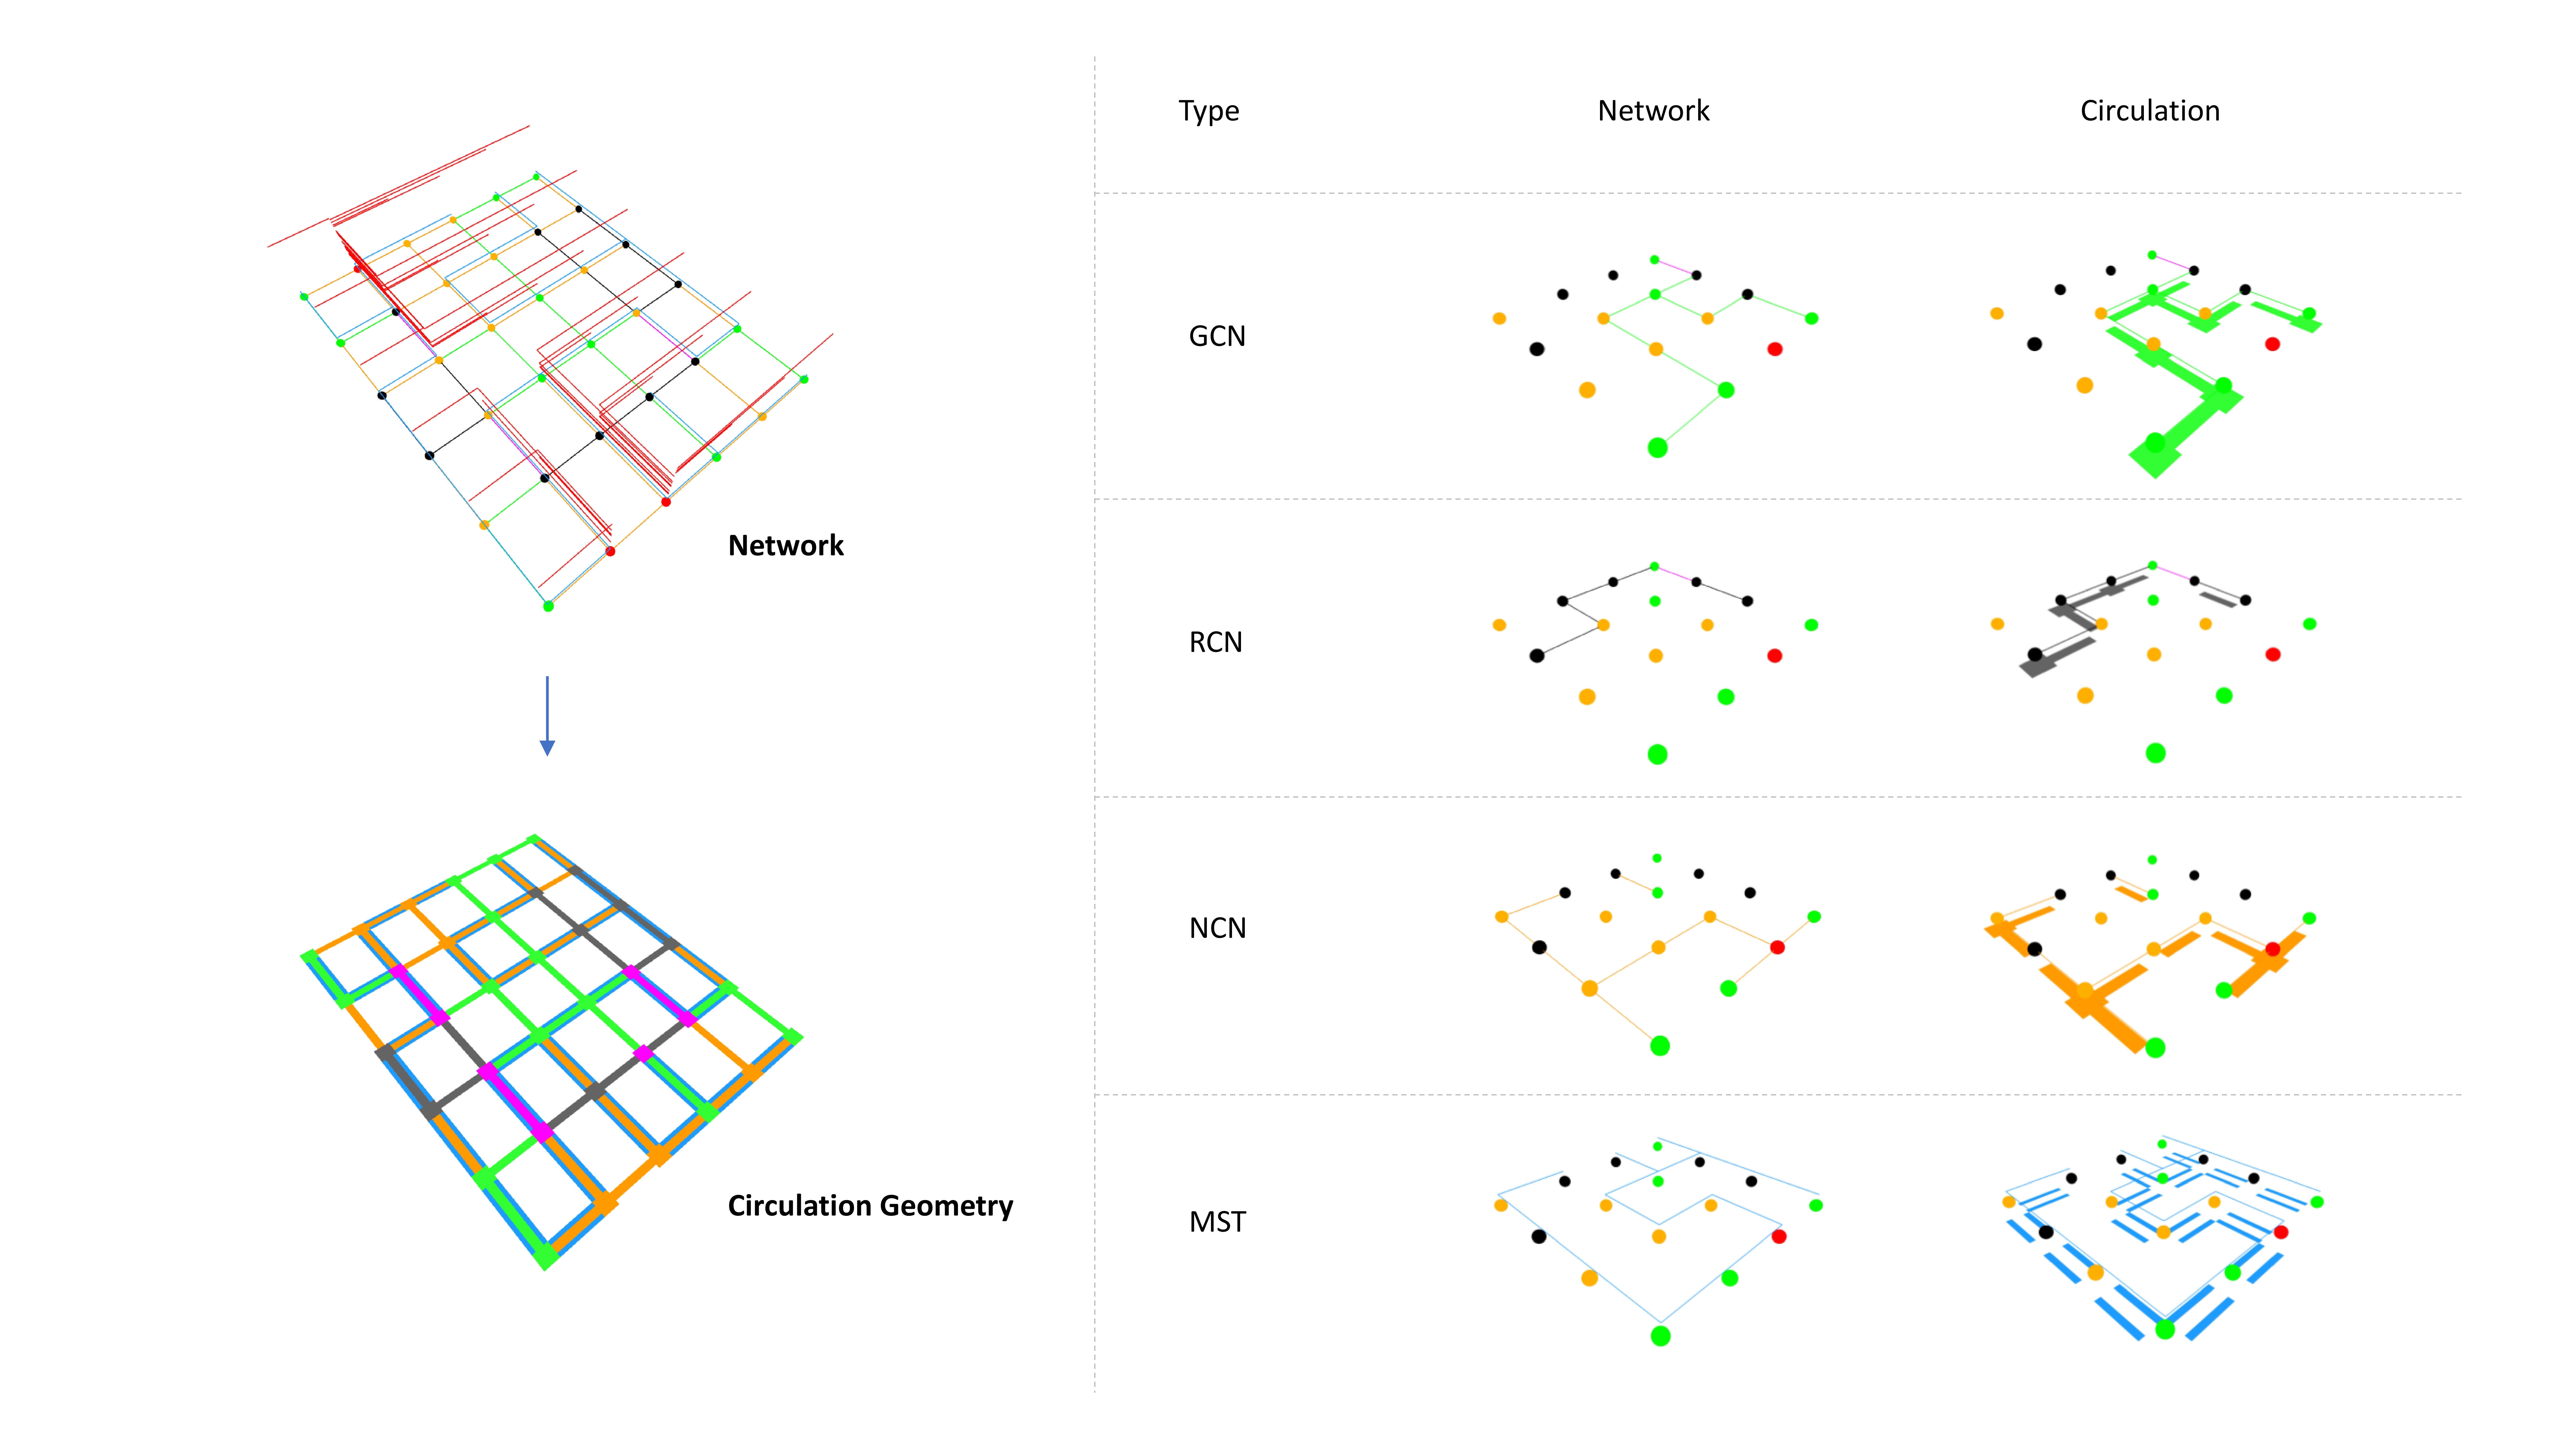 Network
Circulation Geometry
Type Network Circulation
GCN
RCN
NCN
MST